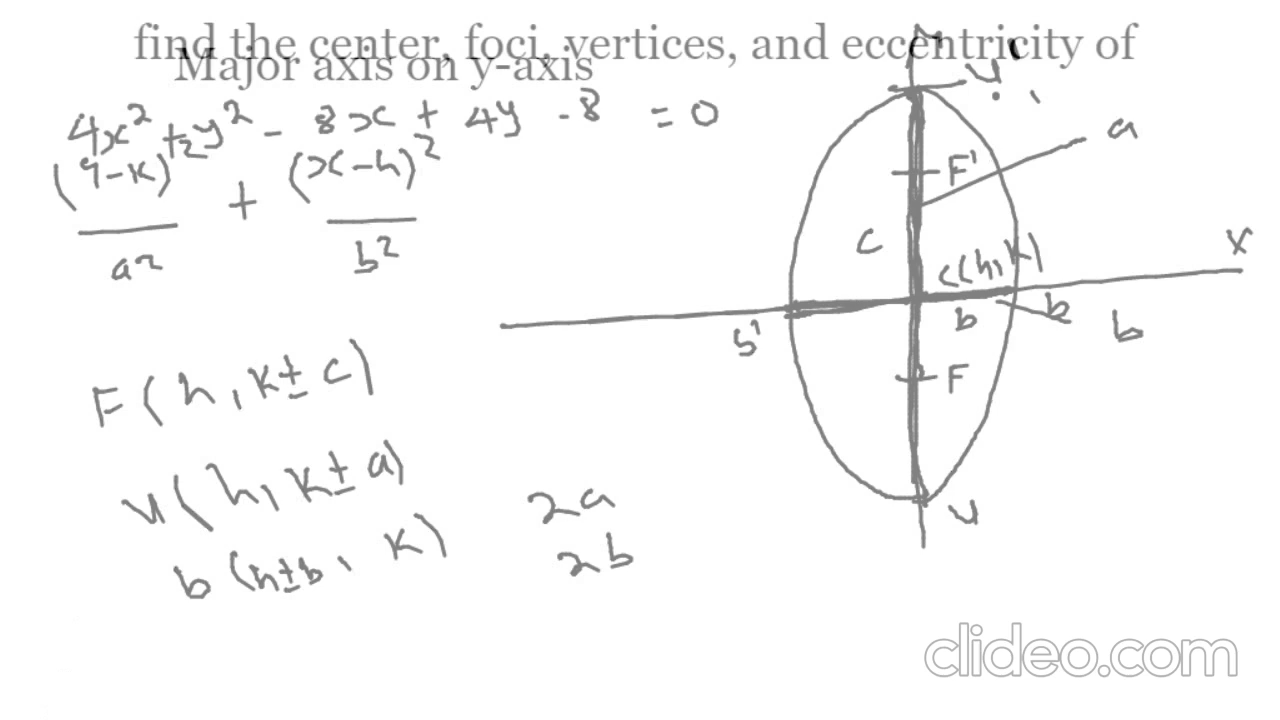 find the center, foci, vertices, and eccentricity of
Major axis on y-axis
4x² + y² - 8x + 4y - 8 = 0
(y-k)² + (x-h)²
a² b²
F(h, k± c)
V(h, k± a)
b(h±b, k)
2a
2b
V'
a
F'
c
C(h, k)
x
b'
b
b
b
F
V
clideo.com